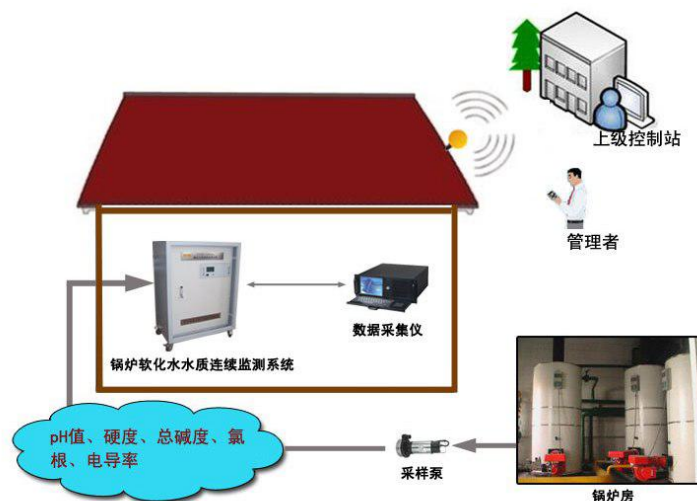 上级控制站
管理者
数据采集仪
锅炉软化水水质连续监测系统
pH值、硬度、总碱度、氯
根、电导率
采样泵
锅炉房